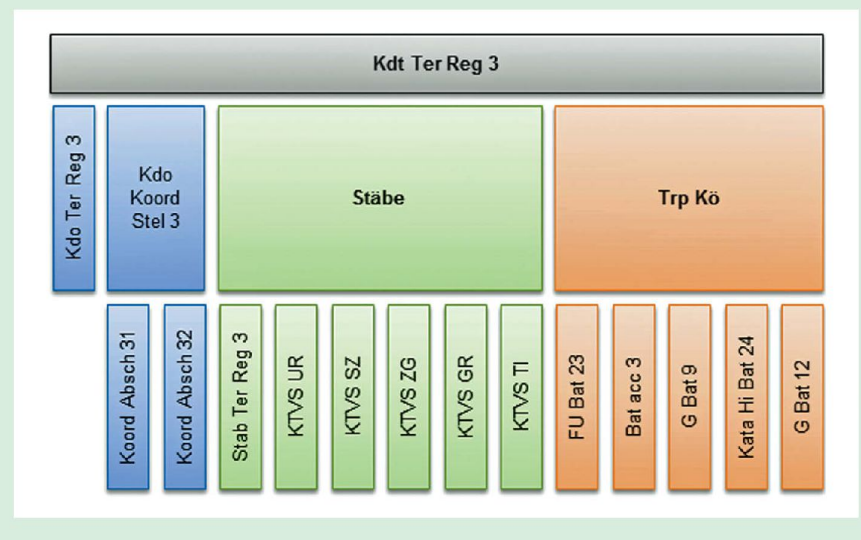 Kdt Ter Reg 3
Kdo Ter Reg 3
Kdo
Koord
Stel 3
Stäbe
Trp Kö
Koord Absch 31
Koord Absch 32
Stab Ter Reg 3
KTVS UR
KTVS SZ
KTVS ZG
KTVS GR
KTVS TI
FU Bat 23
Bat acc 3
G Bat 9
Kata Hi Bat 24
G Bat 12